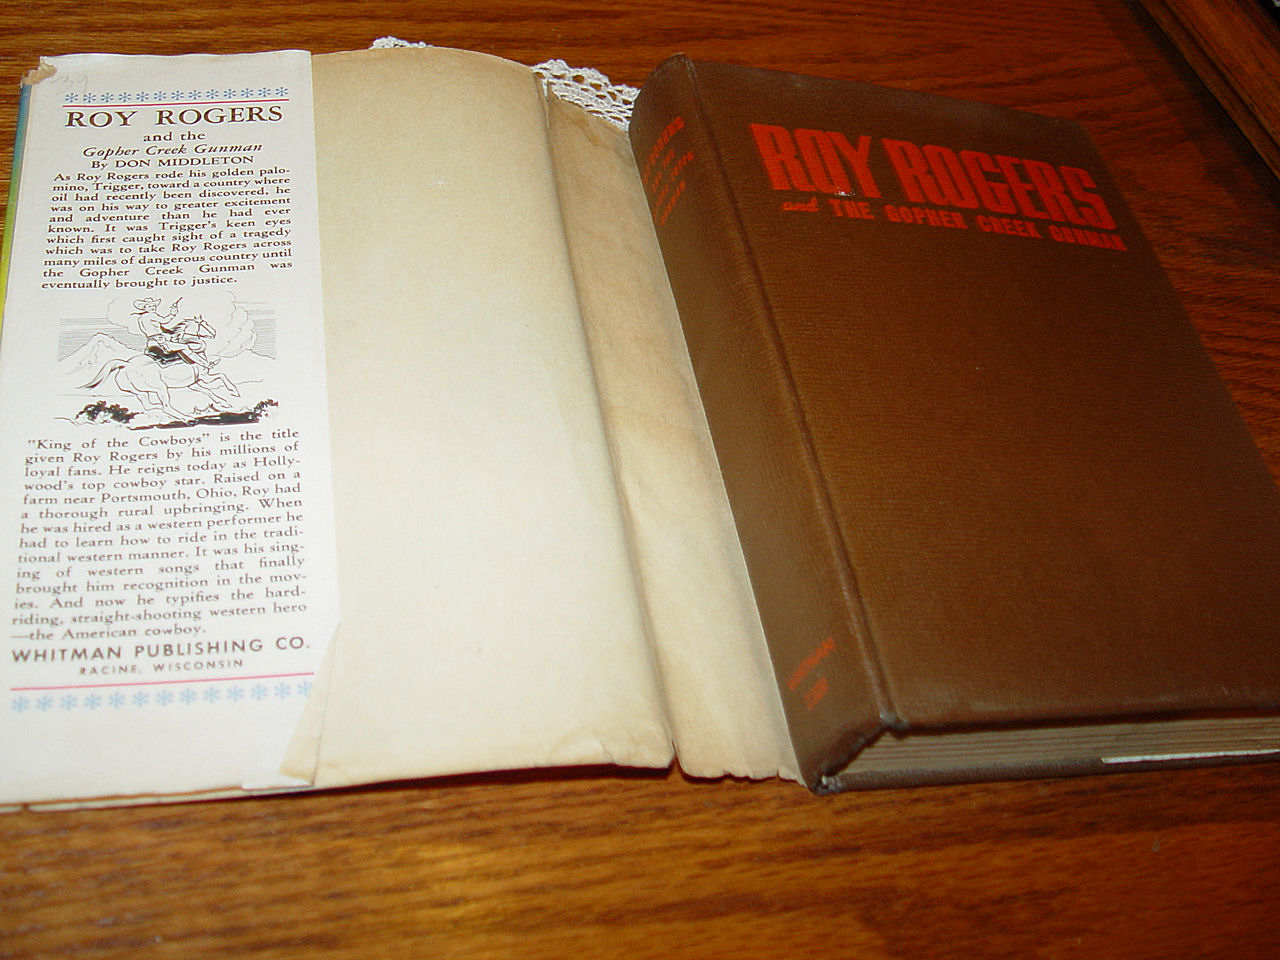 ROY ROGERS
and the
Gopher Creek Gunman
By DON MIDDLETON
As Roy Rogers rode his golden palo-
mino, Trigger, toward a country where
oil had recently been discovered, he
was on his way to greater excitement
and adventure than he had ever
known. It was Trigger's keen eyes
which first caught sight of a tragedy
which was to take Roy Rogers across
many miles of dangerous country until
the Gopher Creek Gunman was
eventually brought to justice.
"King of the Cowboys" is the title
given Roy Rogers by his millions of
loyal fans. He reigns today as Holly-
wood's top cowboy star. Raised on a
farm near Portsmouth, Ohio, Roy had
a thorough rural upbringing. When
he was hired as a western performer he
had to learn how to ride in the tradi-
tional western manner. It was his sing-
ing of western songs that finally
brought him recognition in the mov-
ies. And now he typifies the hard-
riding, straight-shooting western hero
—the American cowboy.
WHITMAN PUBLISHING CO.
RACINE, WISCONSIN
ROY ROGERS
and THE GOPHER CREEK GUNMAN